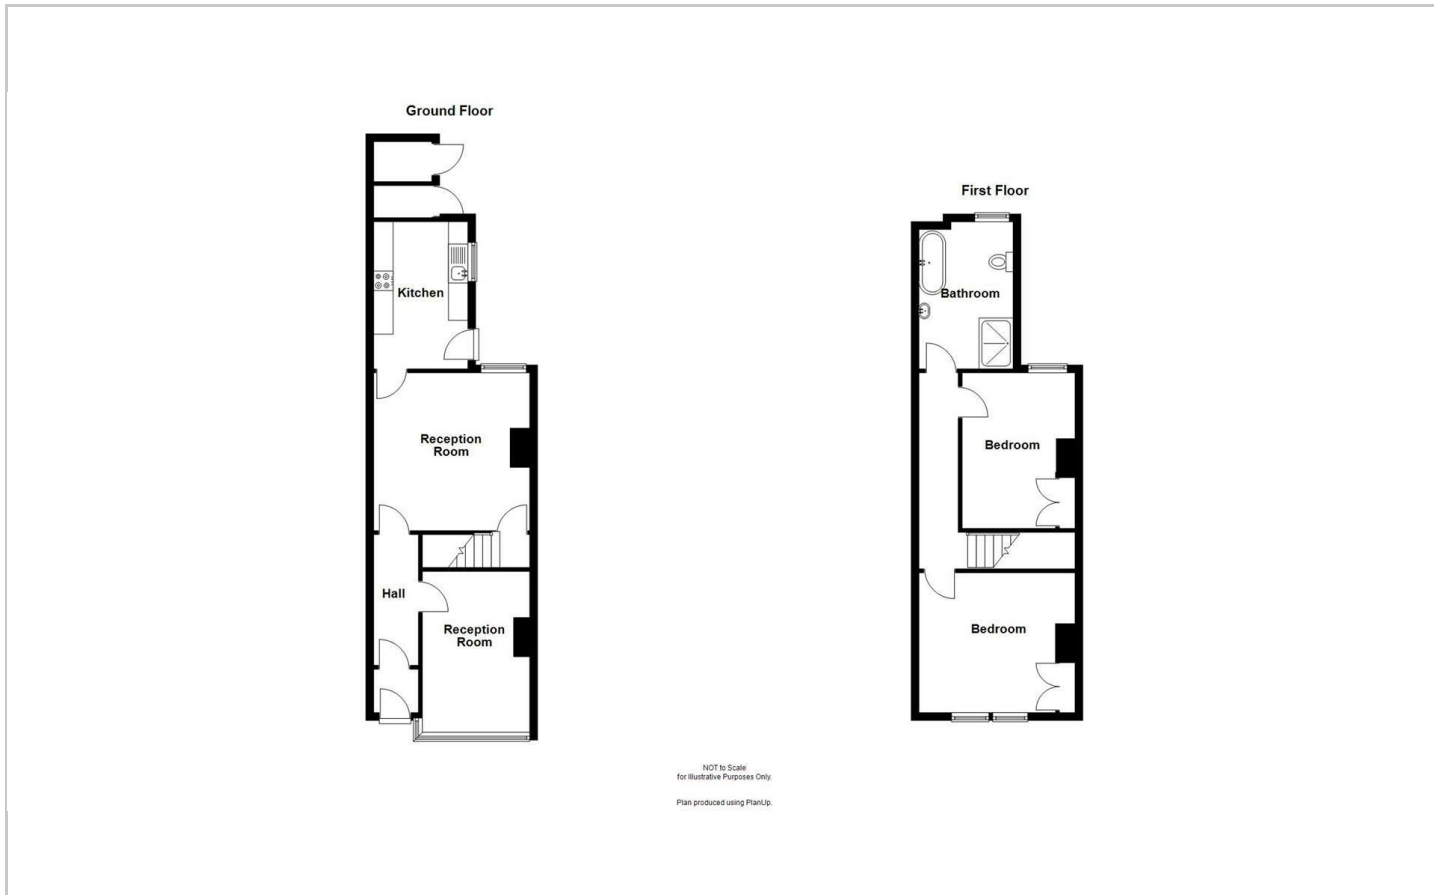 Ground Floor
Kitchen
Reception
Room
Hall
Reception
Room
First Floor
Bathroom
Bedroom
Bedroom
NOT to Scale
for Illustrative Purposes Only.
Plan produced using PlanUp.